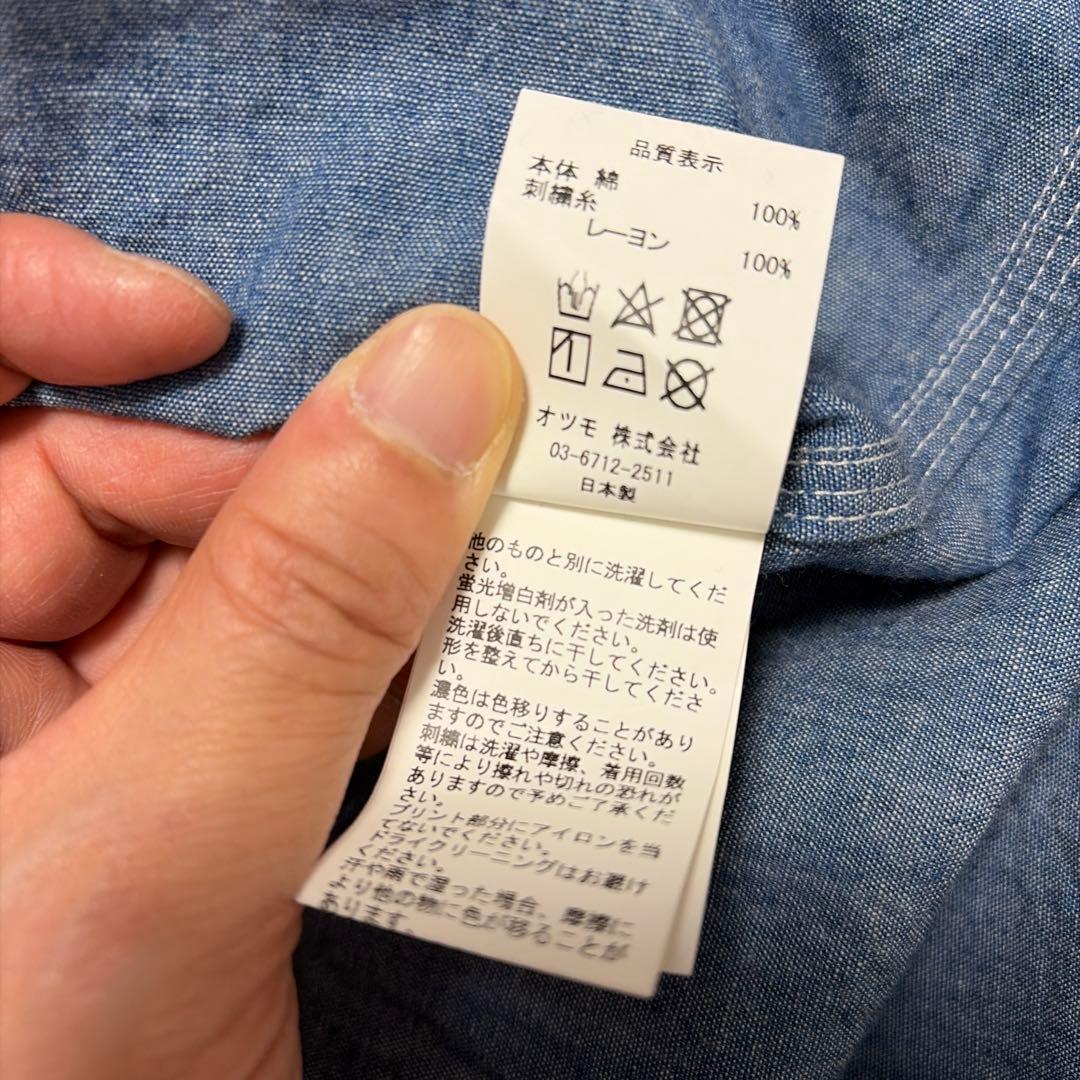 品質表示
本体 綿 100%
刺繍糸
レーヨン 100%
オツモ 株式会社
03-6712-2511
日本製
他のものと別に洗濯してくだ
さい。
蛍光増白剤が入った洗剤は使
用しないでください。
洗濯後直ちに干してください。
形を整えてから干してくださ
い。
濃色は色移りすることがあり
ますのでご注意ください。
刺繍は洗濯や摩擦、着用回数
等により擦れや切れの恐れが
ありますので予めご了承くだ
さい。
プリント部分にアイロンを当
てないでください。
ドライクリーニングはお避け
ください。
汗や雨で湿った場合、摩擦に
より他の物に色が移ることが
あります。